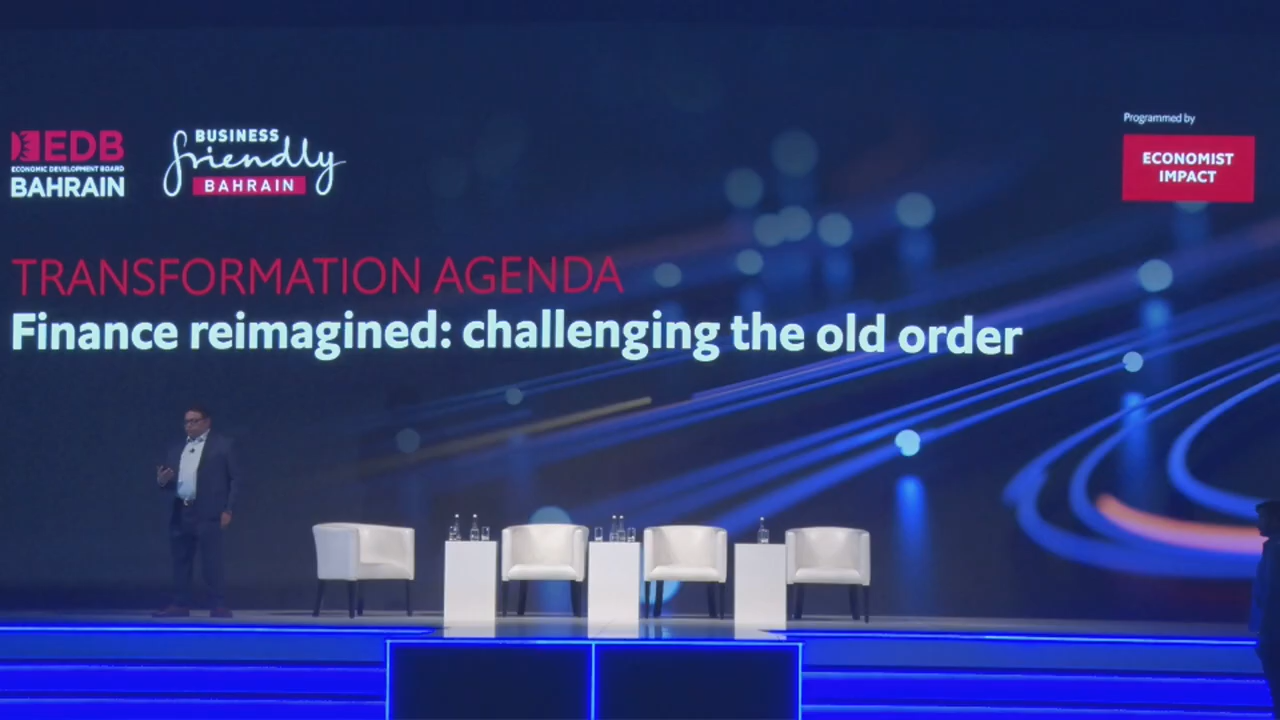 EDB
ECONOMIC DEVELOPMENT BOARD
BAHRAIN
BUSINESS
friendly
BAHRAIN
Programmed by
ECONOMIST
IMPACT
TRANSFORMATION AGENDA
Finance reimagined: challenging the old order